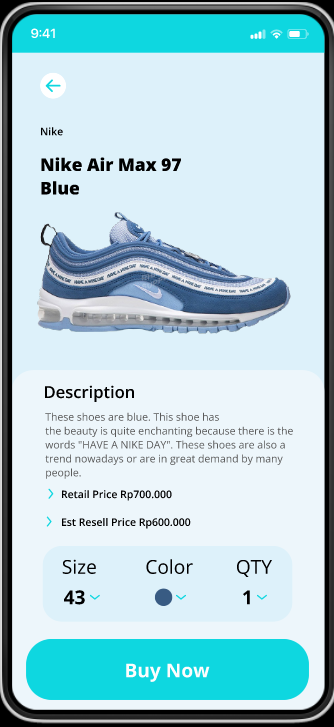 9:41
Nike
Nike Air Max 97
Blue
Description
These shoes are blue. This shoe has
the beauty is quite enchanting because there is the
words "HAVE A NIKE DAY". These shoes are also a
trend nowadays or are in great demand by many
people.
Retail Price Rp700.000
Est Resell Price Rp600.000
Size Color QTY
43 1
Buy Now